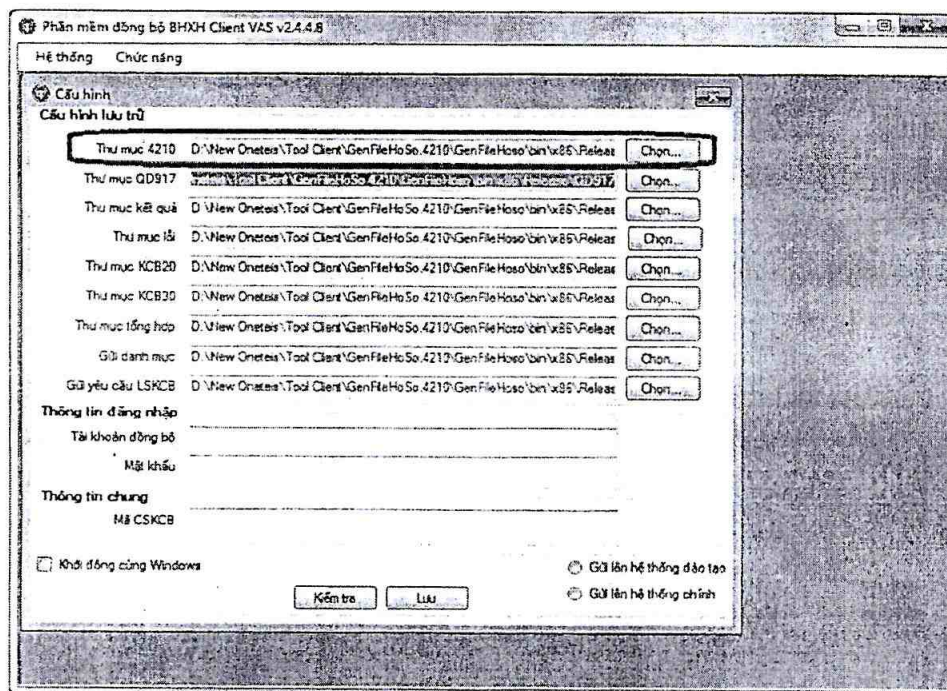 Phần mềm đồng bộ BHXH Client VAS v2.4.4.8
Hệ thống Chức năng
Cấu hình
Cấu hình lưu trữ
Thư mục 4210 D:\New Oneteis\Tool Client\GenFileHoSo.4210\GenFileHoso\bin\x86\Releas Chọn...
Thư mục QD917 \Tool Client\GenFileHoSo.4210\GenFileHoso\bin\x86\Release\QD917 Chọn...
Thư mục kết quả D:\New Oneteis\Tool Client\GenFileHoSo.4210\GenFileHoso\bin\x86\Releas Chọn...
Thư mục lỗi D:\New Oneteis\Tool Client\GenFileHoSo.4210\GenFileHoso\bin\x86\Releas Chọn...
Thư mục KCB20 D:\New Oneteis\Tool Client\GenFileHoSo.4210\GenFileHoso\bin\x86\Releas Chọn...
Thư mục KCB30 D:\New Oneteis\Tool Client\GenFileHoSo.4210\GenFileHoso\bin\x86\Releas Chọn...
Thư mục tổng hợp D:\New Oneteis\Tool Client\GenFileHoSo.4210\GenFileHoso\bin\x86\Releas Chọn...
Gửi danh mục D:\New Oneteis\Tool Client\GenFileHoSo.4210\GenFileHoso\bin\x86\Releas Chọn...
Gửi yêu cầu LSKCB D:\New Oneteis\Tool Client\GenFileHoSo.4210\GenFileHoso\bin\x86\Releas Chọn...
Thông tin đăng nhập
Tài khoản đồng bộ
Mật khẩu
Thông tin chung
Mã CSKCB
Khởi động cùng Windows
Gửi lên hệ thống đào tạo
Kiểm tra Lưu
Gửi lên hệ thống chính